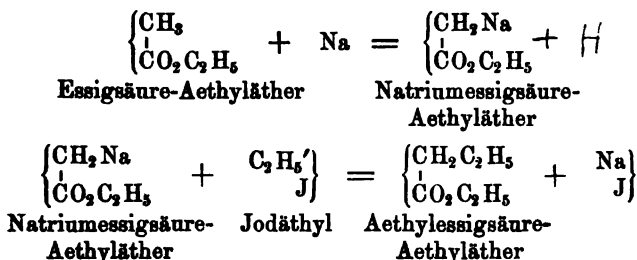 CH₃ + Na = CH₂Na + H
CO₂C₂H₅ CO₂C₂H₅
Essigsäure-Aethyläther Natriumessigsäure-
Aethyläther
CH₂Na + C₂H₅' = CH₂C₂H₅ + Na
CO₂C₂H₅ J CO₂C₂H₅ J
Natriumessigsäure- Jodäthyl Aethylessigsäure-
Aethyläther Aethyläther